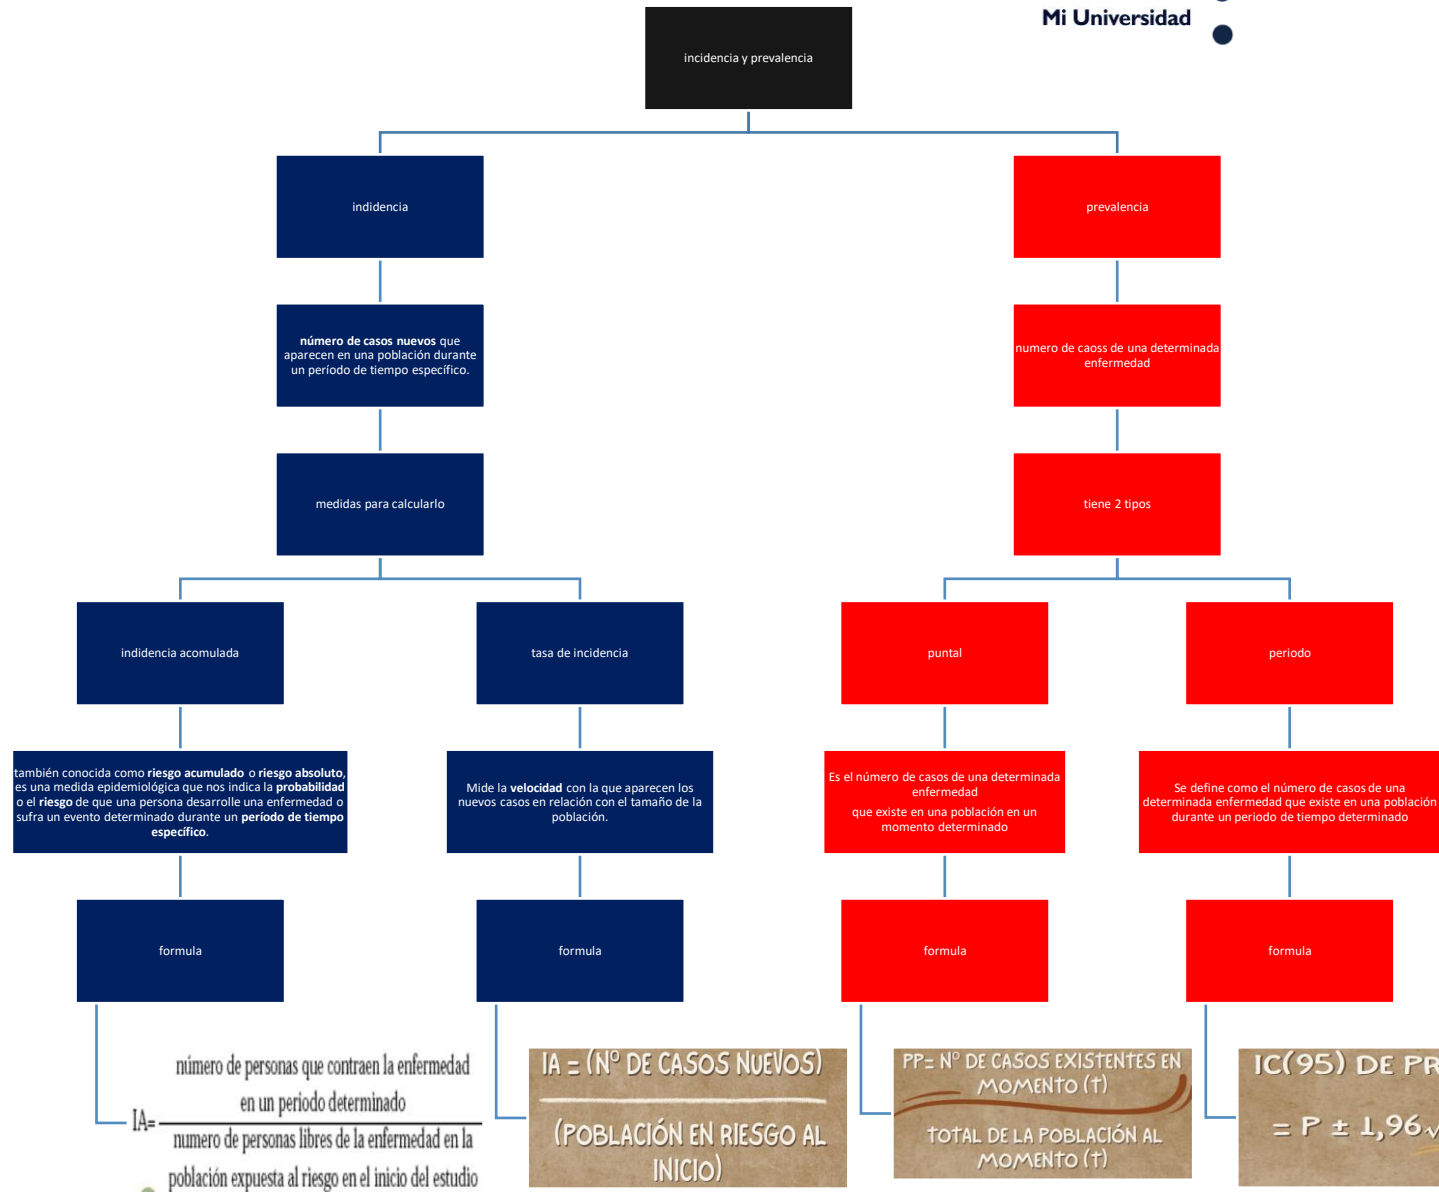 Mi Universidad
incidencia y prevalencia
indidencia
prevalencia
número de casos nuevos que
aparecen en una población durante
un período de tiempo específico.
numero de caoss de una determinada
enfermedad
medidas para calcularlo
tiene 2 tipos
indidencia acomulada
tasa de incidencia
puntal
periodo
también conocida como riesgo acumulado o riesgo absoluto,
es una medida epidemiológica que nos indica la probabilidad
o el riesgo de que una persona desarrolle una enfermedad o
sufra un evento determinado durante un período de tiempo
específico.
Mide la velocidad con la que aparecen los
nuevos casos en relación con el tamaño de la
población.
Es el número de casos de una determinada
enfermedad
que existe en una población en un
momento determinado
Se define como el número de casos de una
determinada enfermedad que existe en una población
durante un periodo de tiempo determinado
formula
formula
formula
formula
número de personas que contraen la enfermedad
en un periodo determinado
IA=
numero de personas libres de la enfermedad en la
población expuesta al riesgo en el inicio del estudio
IA = (Nº DE CASOS NUEVOS)
(POBLACIÓN EN RIESGO AL
INICIO)
PP= Nº DE CASOS EXISTENTES EN
MOMENTO (T)
TOTAL DE LA POBLACIÓN AL
MOMENTO (T)
IC(95) DE PR
= P ± 1,96√